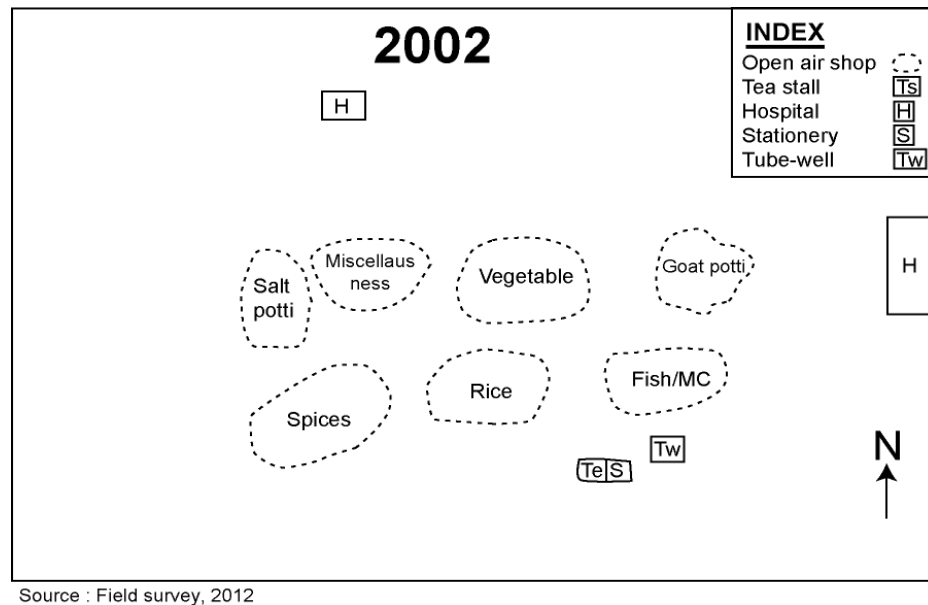 2002
INDEX
Open air shop
Tea stall Ts
Hospital H
Stationery S
Tube-well Tw
H
H
Salt
potti
Miscellaus
ness
Vegetable
Goat potti
Spices
Rice
Fish/MC
Te S
Tw
N
Source : Field survey, 2012